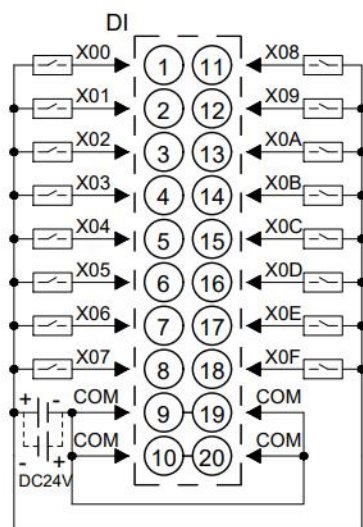 DI
X00 1 11 X08
X01 2 12 X09
X02 3 13 X0A
X03 4 14 X0B
X04 5 15 X0C
X05 6 16 X0D
X06 7 17 X0E
X07 8 18 X0F
+ - COM 9 19 COM
COM 10 20 COM
- +
DC24V